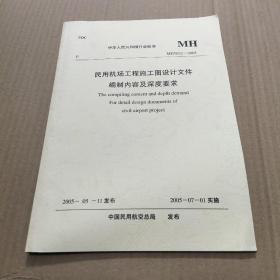 UDC
中华人民共和国行业标准
MH
P
民用机场工程施工图设计文件
编制内容及深度要求
The compiling content and depth demand
For detail design documents of
civil airport project
2005- 05 -11发布
2005-07-01实施
中国民用航空总局 发布